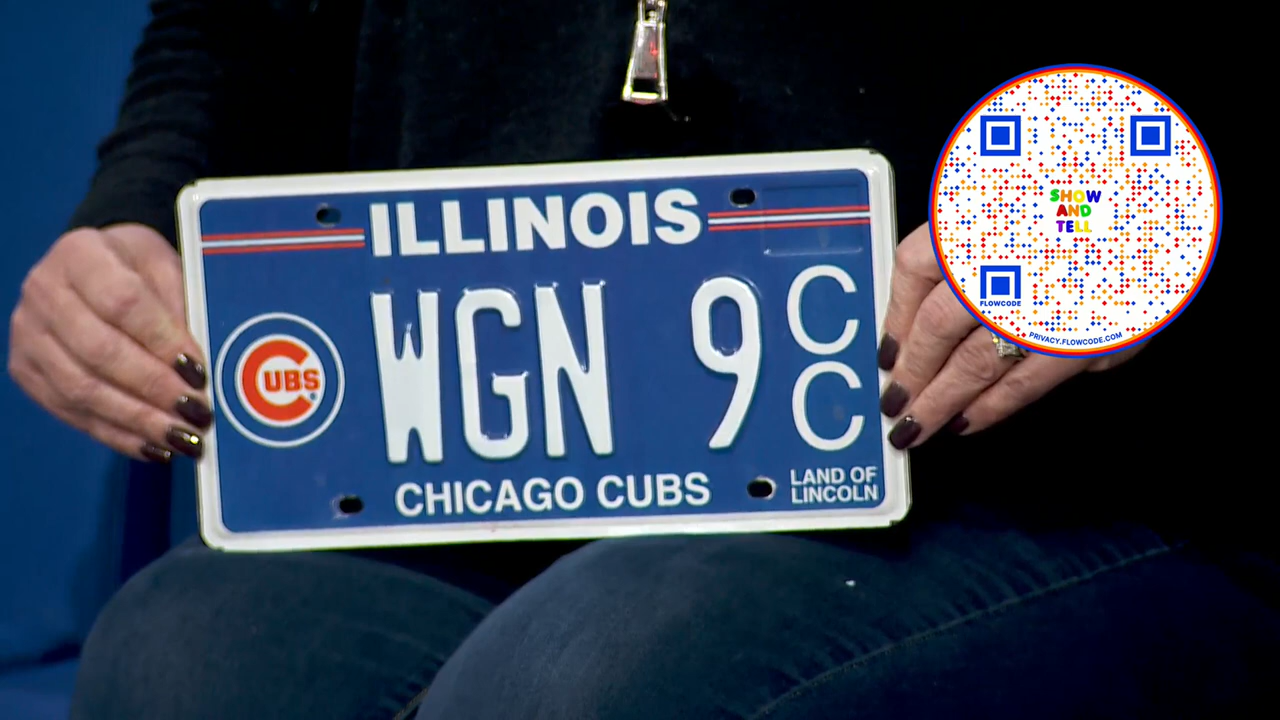 ILLINOIS
WGN 9 C C
CUBS
CHICAGO CUBS
LAND OF
LINCOLN
SHOW
AND
TELL
FLOWCODE
PRIVACY.FLOWCODE.COM